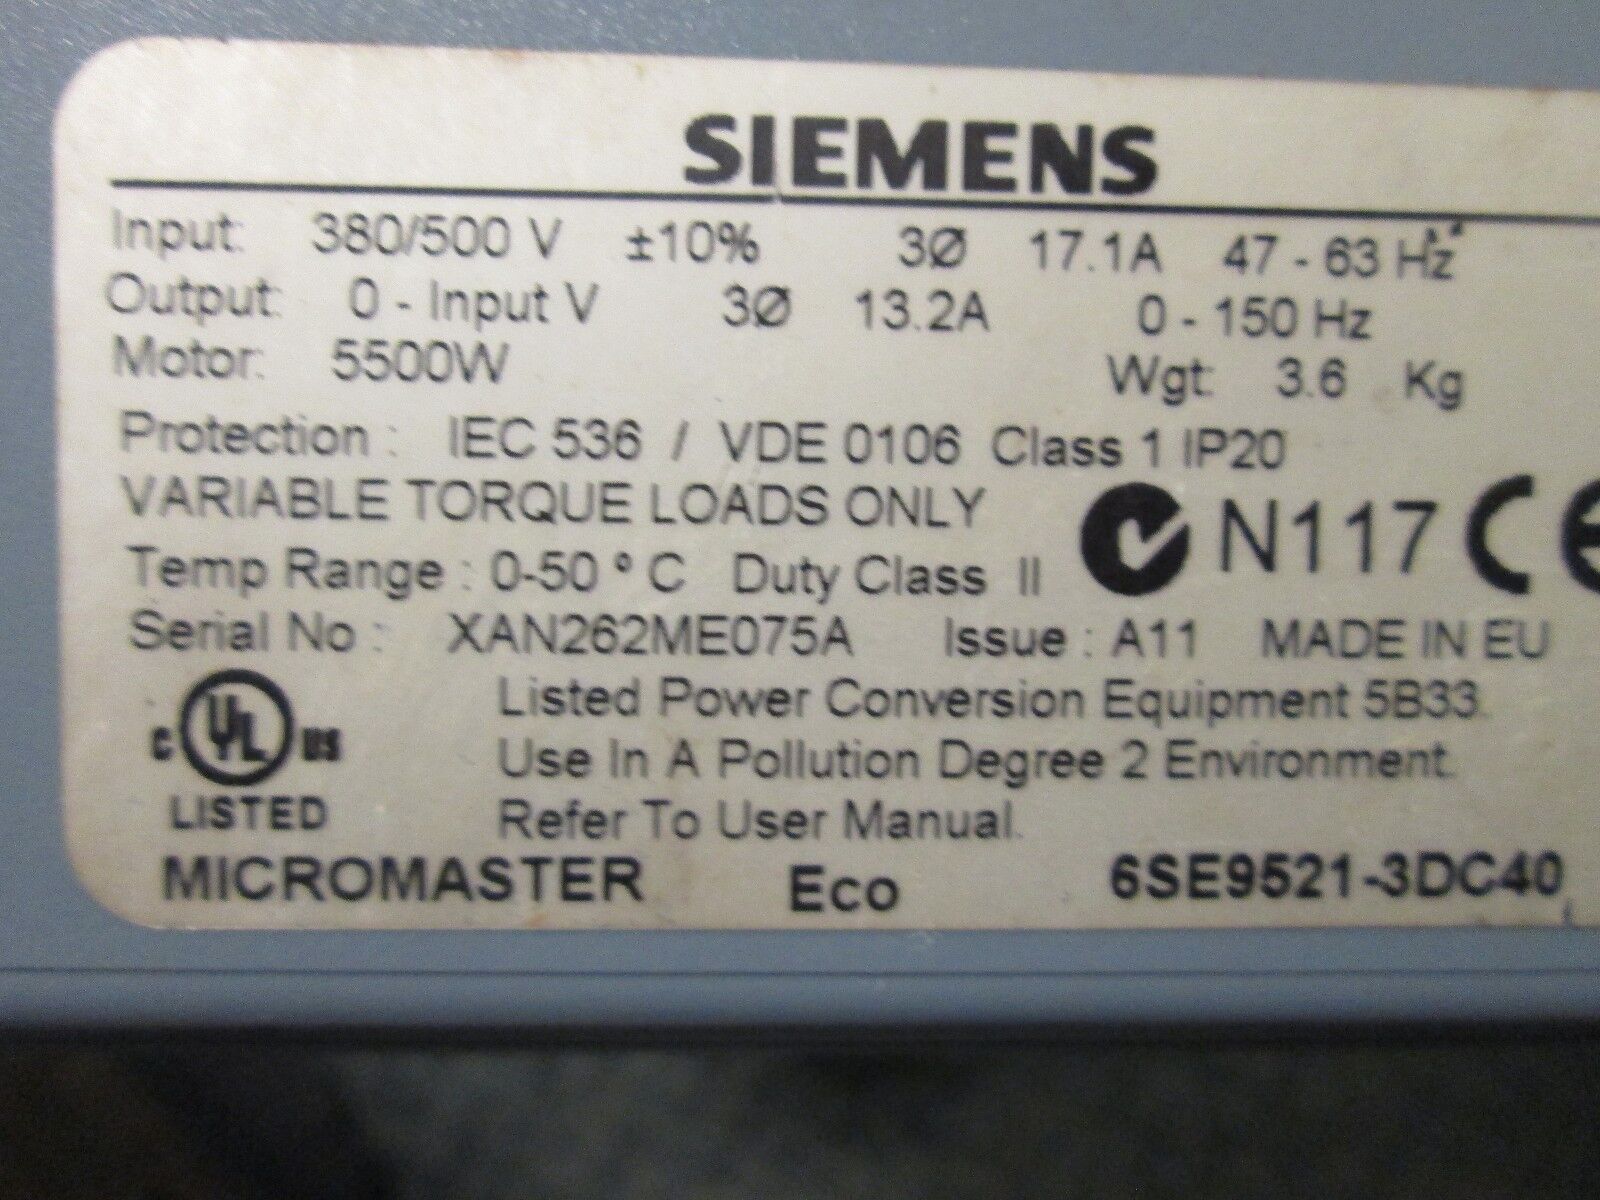 SIEMENS
Input: 380/500 V ±10% 3Ø 17.1A 47 - 63 Hz
Output: 0 - Input V 3Ø 13.2A 0 - 150 Hz
Motor: 5500W Wgt: 3.6 Kg
Protection : IEC 536 / VDE 0106 Class 1 IP20
VARIABLE TORQUE LOADS ONLY
N117 CE
Temp Range : 0-50 ° C Duty Class II
Serial No : XAN262ME075A Issue : A11 MADE IN EU
C UL US
LISTED
Listed Power Conversion Equipment 5B33.
Use In A Pollution Degree 2 Environment.
Refer To User Manual.
MICROMASTER Eco 6SE9521-3DC40